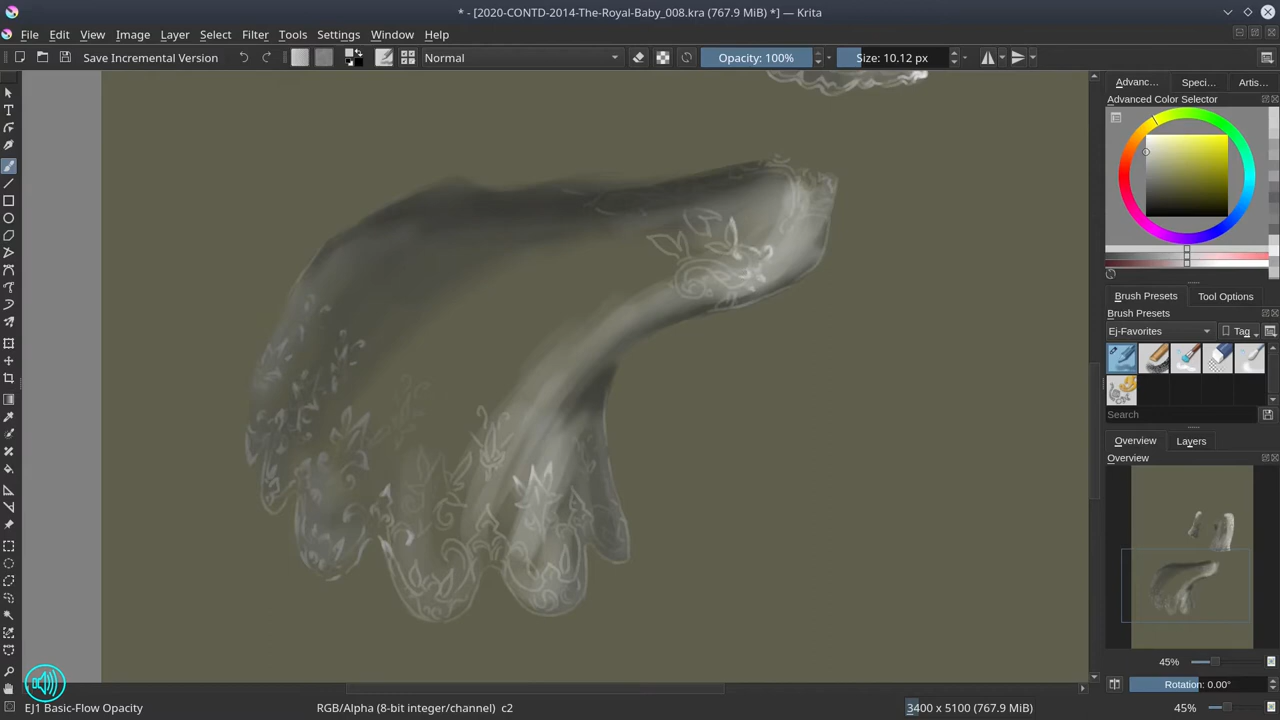 * - [2020-CONTD-2014-The-Royal-Baby_008.kra (767.9 MiB) *] — Krita
File Edit View Image Layer Select Filter Tools Settings Window Help
Save Incremental Version Normal Opacity: 100% Size: 10.12 px
Advanc... Speci... Artis...
Advanced Color Selector
Brush Presets Tool Options
Brush Presets
Ej-Favorites Tag
Search
Overview Layers
Overview
45%
Rotation: 0.00°
EJ1 Basic-Flow Opacity RGB/Alpha (8-bit integer/channel) c2 3400 x 5100 (767.9 MiB) 45%